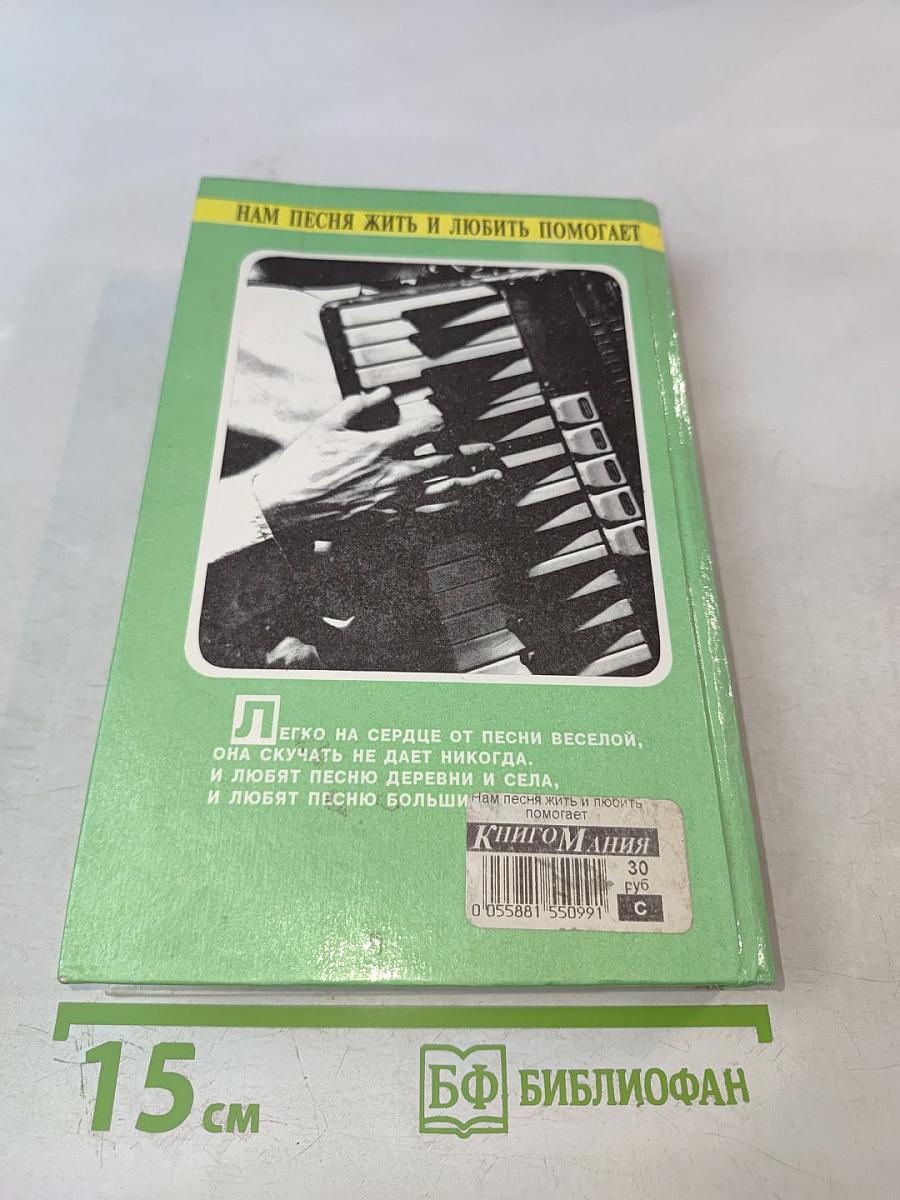 НАМ ПЕСНЯ ЖИТЬ И ЛЮБИТЬ ПОМОГАЕТ
ЛЕГКО НА СЕРДЦЕ ОТ ПЕСНИ ВЕСЕЛОЙ,
ОНА СКУЧАТЬ НЕ ДАЕТ НИКОГДА.
И ЛЮБЯТ ПЕСНЮ ДЕРЕВНИ И СЕЛА,
И ЛЮБЯТ ПЕСНЮ БОЛЬШИ
Нам песня жить и любить
помогает
КНИГОМАНИЯ
30
руб
С
0 055881 550991
15 см
БФ БИБЛИОФАН